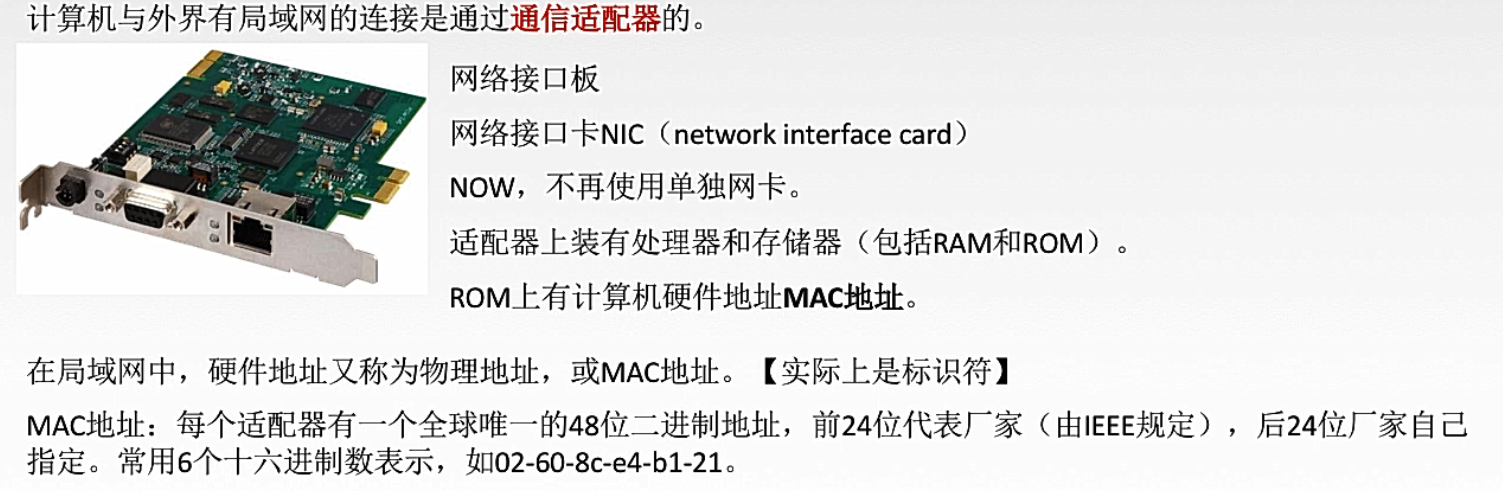 计算机与外界有局域网的连接是通过通信适配器的。
网络接口板
网络接口卡NIC（network interface card）
NOW，不再使用单独网卡。
适配器上装有处理器和存储器（包括RAM和ROM）。
ROM上有计算机硬件地址MAC地址。
在局域网中，硬件地址又称为物理地址，或MAC地址。【实际上是标识符】
MAC地址：每个适配器有一个全球唯一的48位二进制地址，前24位代表厂家（由IEEE规定），后24位厂家自己
指定。常用6个十六进制数表示，如02-60-8c-e4-b1-21。